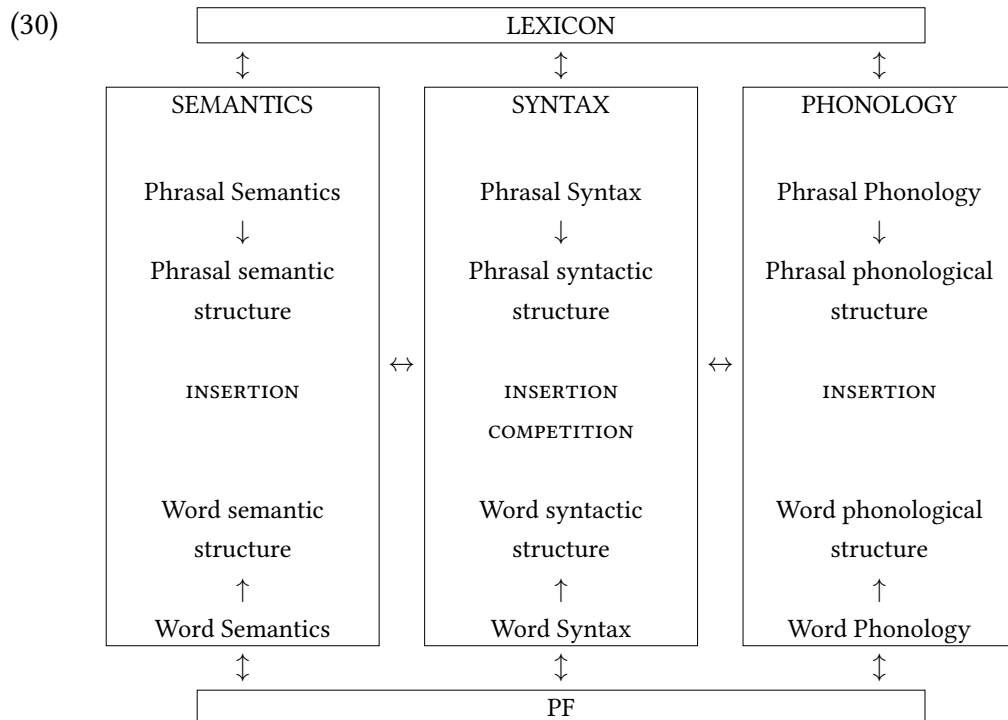 (30)
LEXICON
↕ ↕ ↕
SEMANTICS SYNTAX PHONOLOGY
Phrasal Semantics Phrasal Syntax Phrasal Phonology
↓ ↓ ↓
Phrasal semantic Phrasal syntactic Phrasal phonological
structure structure structure
↔ ↔
INSERTION INSERTION INSERTION
COMPETITION
Word semantic Word syntactic Word phonological
structure structure structure
↑ ↑ ↑
Word Semantics Word Syntax Word Phonology
↕ ↕ ↕
PF